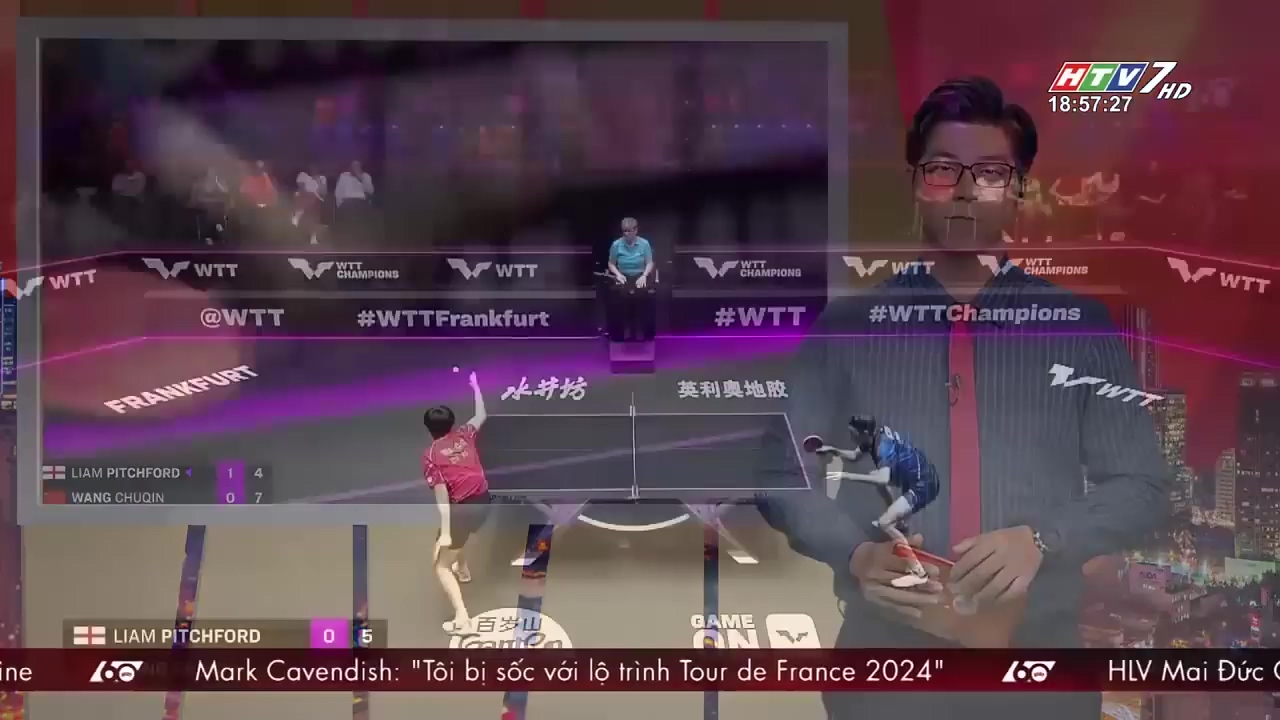 HTV7 HD
18:57:27
WTT
WTT
WTT CHAMPIONS
WTT
WTT CHAMPIONS
WTT
WTT CHAMPIONS
WTT
@WTT
#WTTFrankfurt
#WTT
#WTTChampions
FRANKFURT
水井坊
英利奥地胶
WTT
LIAM PITCHFORD 1 4
WANG CHUQIN 0 7
百岁山
GAME ON
LIAM PITCHFORD 0 5
ine 60 Mark Cavendish: "Tôi bị sốc với lộ trình Tour de France 2024" 60 HLV Mai Đức